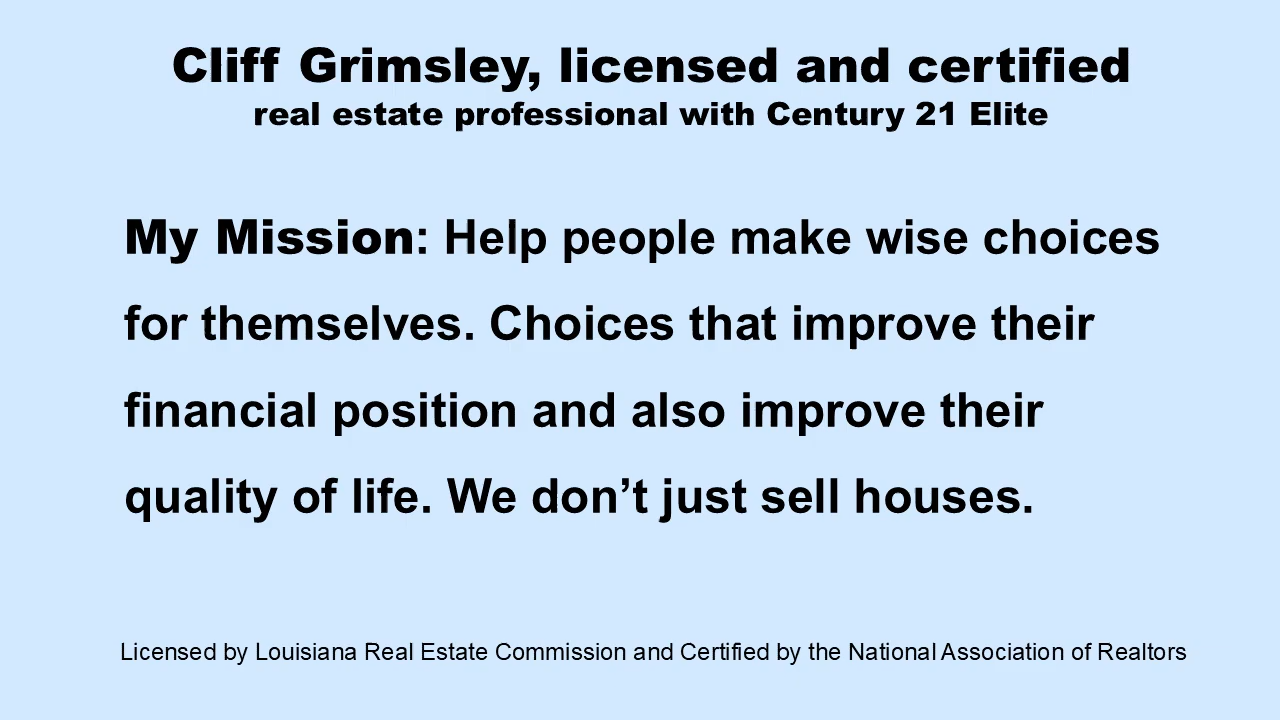 Cliff Grimsley, licensed and certified
real estate professional with Century 21 Elite
My Mission: Help people make wise choices
for themselves. Choices that improve their
financial position and also improve their
quality of life. We don’t just sell houses.
Licensed by Louisiana Real Estate Commission and Certified by the National Association of Realtors